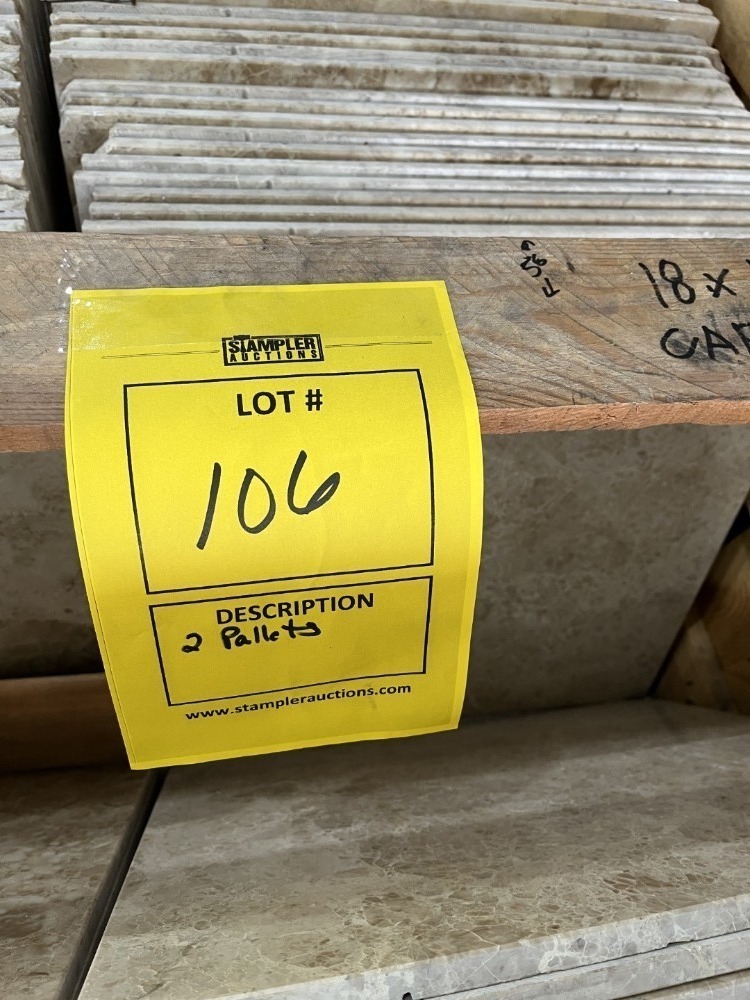 STAMPLER
AUCTIONS
LOT #
106
DESCRIPTION
2 Pallets
www.stamplerauctions.com
18 x